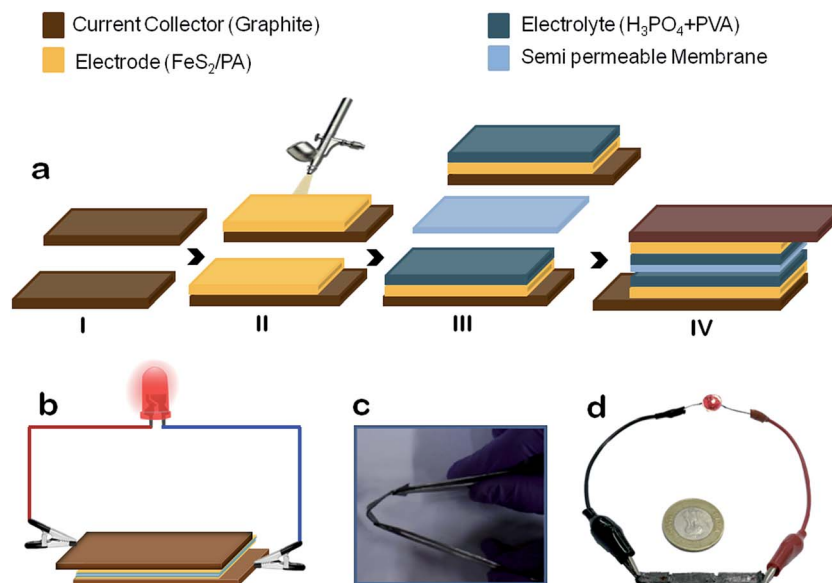 Current Collector (Graphite)
Electrolyte (H₃PO₄+PVA)
Electrode (FeS₂/PA)
Semi permeable Membrane
a
I
II
III
IV
b
c
d